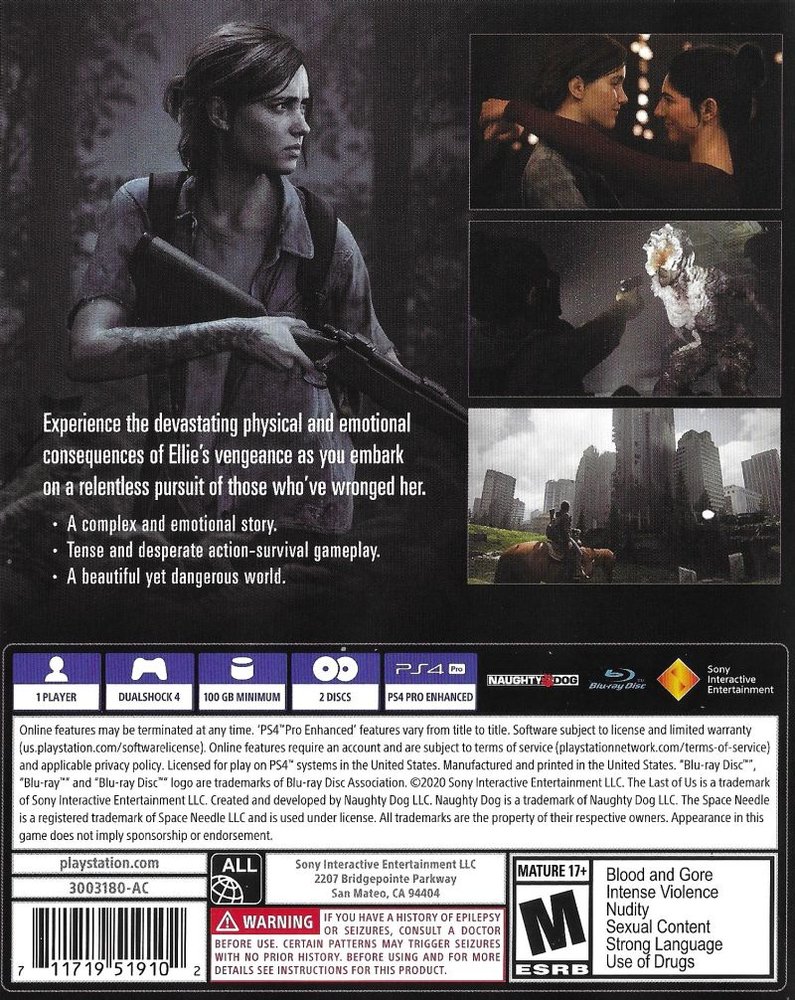 Experience the devastating physical and emotional
consequences of Ellie's vengeance as you embark
on a relentless pursuit of those who've wronged her.
• A complex and emotional story.
• Tense and desperate action-survival gameplay.
• A beautiful yet dangerous world.
1 PLAYER
DUALSHOCK 4
100 GB MINIMUM
2 DISCS
PS4 Pro
PS4 PRO ENHANCED
NAUGHTY DOG
Blu-ray Disc™
Sony
Interactive
Entertainment
Online features may be terminated at any time. 'PS4™Pro Enhanced' features vary from title to title. Software subject to license and limited warranty
(us.playstation.com/softwarelicense). Online features require an account and are subject to terms of service (playstationnetwork.com/terms-of-service)
and applicable privacy policy. Licensed for play on PS4™ systems in the United States. Manufactured and printed in the United States. "Blu-ray Disc™",
"Blu-ray™" and "Blu-ray Disc™" logo are trademarks of Blu-ray Disc Association. ©2020 Sony Interactive Entertainment LLC. The Last of Us is a trademark
of Sony Interactive Entertainment LLC. Created and developed by Naughty Dog LLC. Naughty Dog is a trademark of Naughty Dog LLC. The Space Needle
is a registered trademark of Space Needle LLC and is used under license. All trademarks are the property of their respective owners. Appearance in this
game does not imply sponsorship or endorsement.
playstation.com
3003180-AC
7 11719 51910 2
ALL
Sony Interactive Entertainment LLC
2207 Bridgepointe Parkway
San Mateo, CA 94404
WARNING IF YOU HAVE A HISTORY OF EPILEPSY
OR SEIZURES, CONSULT A DOCTOR
BEFORE USE. CERTAIN PATTERNS MAY TRIGGER SEIZURES
WITH NO PRIOR HISTORY. BEFORE USING AND FOR MORE
DETAILS SEE INSTRUCTIONS FOR THIS PRODUCT.
MATURE 17+
M
ESRB
Blood and Gore
Intense Violence
Nudity
Sexual Content
Strong Language
Use of Drugs